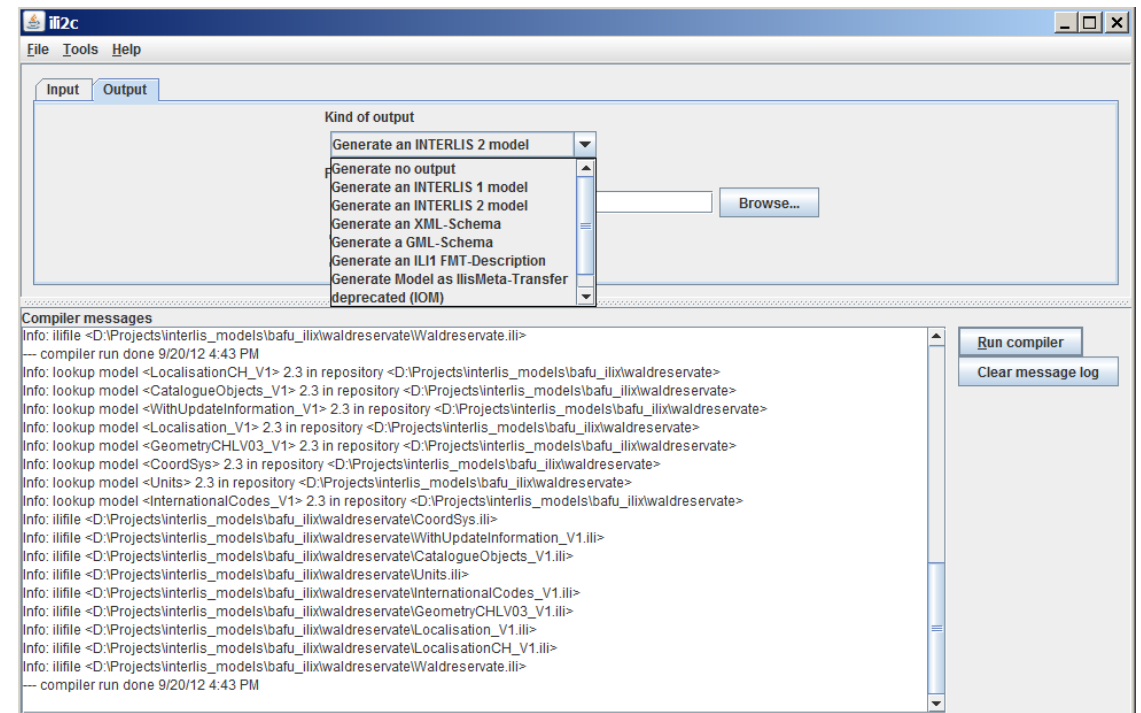 ili2c
File Tools Help
Input Output
Kind of output
Generate an INTERLIS 2 model
Generate no output
Generate an INTERLIS 1 model
Generate an INTERLIS 2 model
Browse...
Generate an XML-Schema
Generate a GML-Schema
Generate an ILI1 FMT-Description
Generate Model as IlisMeta-Transfer
deprecated (IOM)
Compiler messages
Info: ilifile <D:\Projects\interlis_models\bafu_ilix\waldreservate\Waldreservate.ili>
--- compiler run done 9/20/12 4:43 PM
Info: lookup model <LocalisationCH_V1> 2.3 in repository <D:\Projects\interlis_models\bafu_ilix\waldreservate>
Info: lookup model <CatalogueObjects_V1> 2.3 in repository <D:\Projects\interlis_models\bafu_ilix\waldreservate>
Info: lookup model <WithUpdateInformation_V1> 2.3 in repository <D:\Projects\interlis_models\bafu_ilix\waldreservate>
Info: lookup model <Localisation_V1> 2.3 in repository <D:\Projects\interlis_models\bafu_ilix\waldreservate>
Info: lookup model <GeometryCHLV03_V1> 2.3 in repository <D:\Projects\interlis_models\bafu_ilix\waldreservate>
Info: lookup model <CoordSys> 2.3 in repository <D:\Projects\interlis_models\bafu_ilix\waldreservate>
Info: lookup model <Units> 2.3 in repository <D:\Projects\interlis_models\bafu_ilix\waldreservate>
Info: lookup model <InternationalCodes_V1> 2.3 in repository <D:\Projects\interlis_models\bafu_ilix\waldreservate>
Info: ilifile <D:\Projects\interlis_models\bafu_ilix\waldreservate\CoordSys.ili>
Info: ilifile <D:\Projects\interlis_models\bafu_ilix\waldreservate\WithUpdateInformation_V1.ili>
Info: ilifile <D:\Projects\interlis_models\bafu_ilix\waldreservate\CatalogueObjects_V1.ili>
Info: ilifile <D:\Projects\interlis_models\bafu_ilix\waldreservate\Units.ili>
Info: ilifile <D:\Projects\interlis_models\bafu_ilix\waldreservate\InternationalCodes_V1.ili>
Info: ilifile <D:\Projects\interlis_models\bafu_ilix\waldreservate\GeometryCHLV03_V1.ili>
Info: ilifile <D:\Projects\interlis_models\bafu_ilix\waldreservate\Localisation_V1.ili>
Info: ilifile <D:\Projects\interlis_models\bafu_ilix\waldreservate\LocalisationCH_V1.ili>
Info: ilifile <D:\Projects\interlis_models\bafu_ilix\waldreservate\Waldreservate.ili>
--- compiler run done 9/20/12 4:43 PM
Run compiler
Clear message log